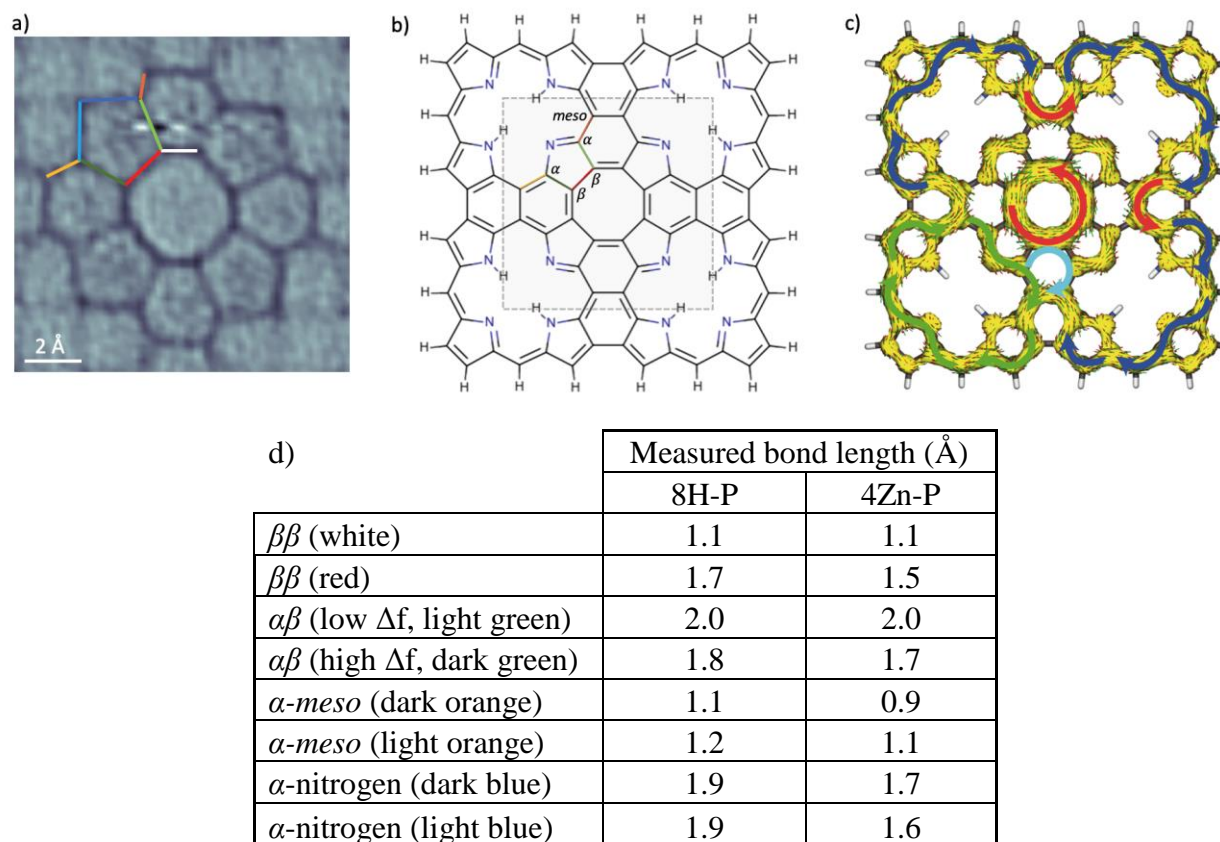 a)
b)
c)
2 Å
H H H H H H
N N N N
H H
meso
α
N N
β
α
β
H H
N N
H H
H H
N N
H H
N N
H H
N N N N
H H H H H H
d)
Measured bond length (Å)
8H-P 4Zn-P
ββ (white) 1.1 1.1
ββ (red) 1.7 1.5
αβ (low Δf, light green) 2.0 2.0
αβ (high Δf, dark green) 1.8 1.7
α-meso (dark orange) 1.1 0.9
α-meso (light orange) 1.2 1.1
α-nitrogen (dark blue) 1.9 1.7
α-nitrogen (light blue) 1.9 1.6